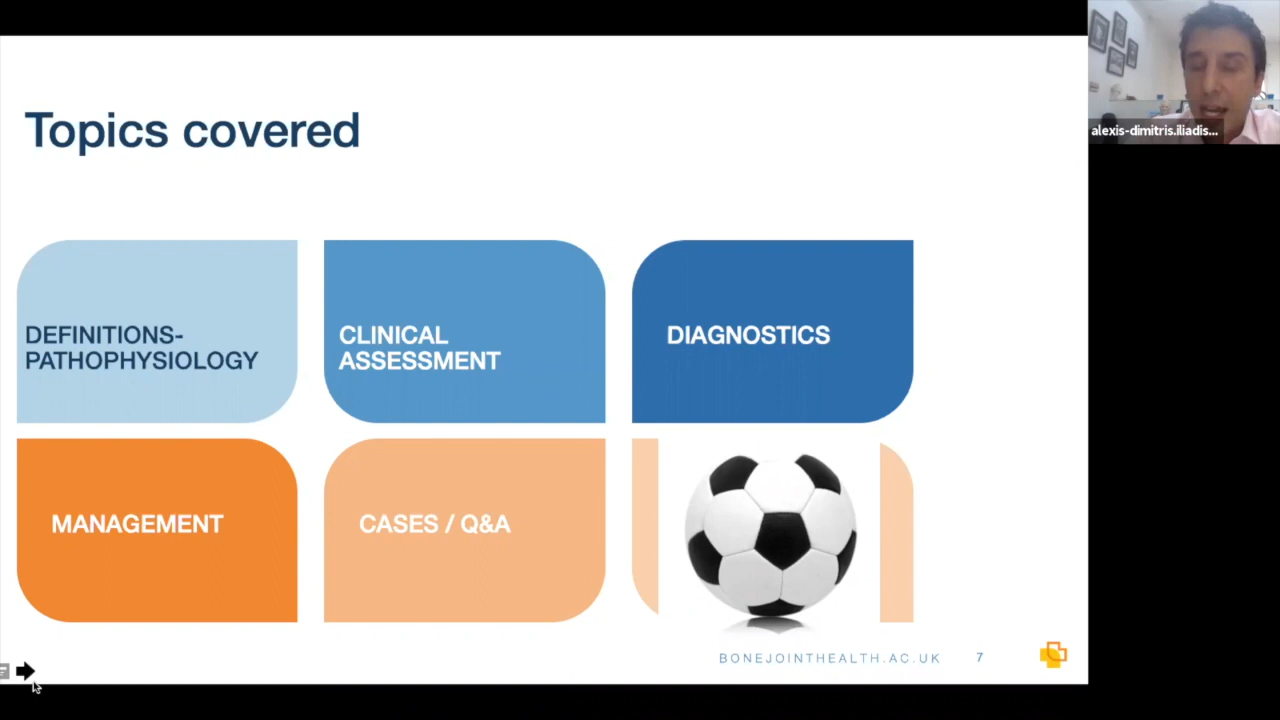 Topics covered
alexis-dimitris.iliadis...
DEFINITIONS-
PATHOPHYSIOLOGY
CLINICAL
ASSESSMENT
DIAGNOSTICS
MANAGEMENT
CASES / Q&A
BONEJOINTHEALTH.AC.UK
7